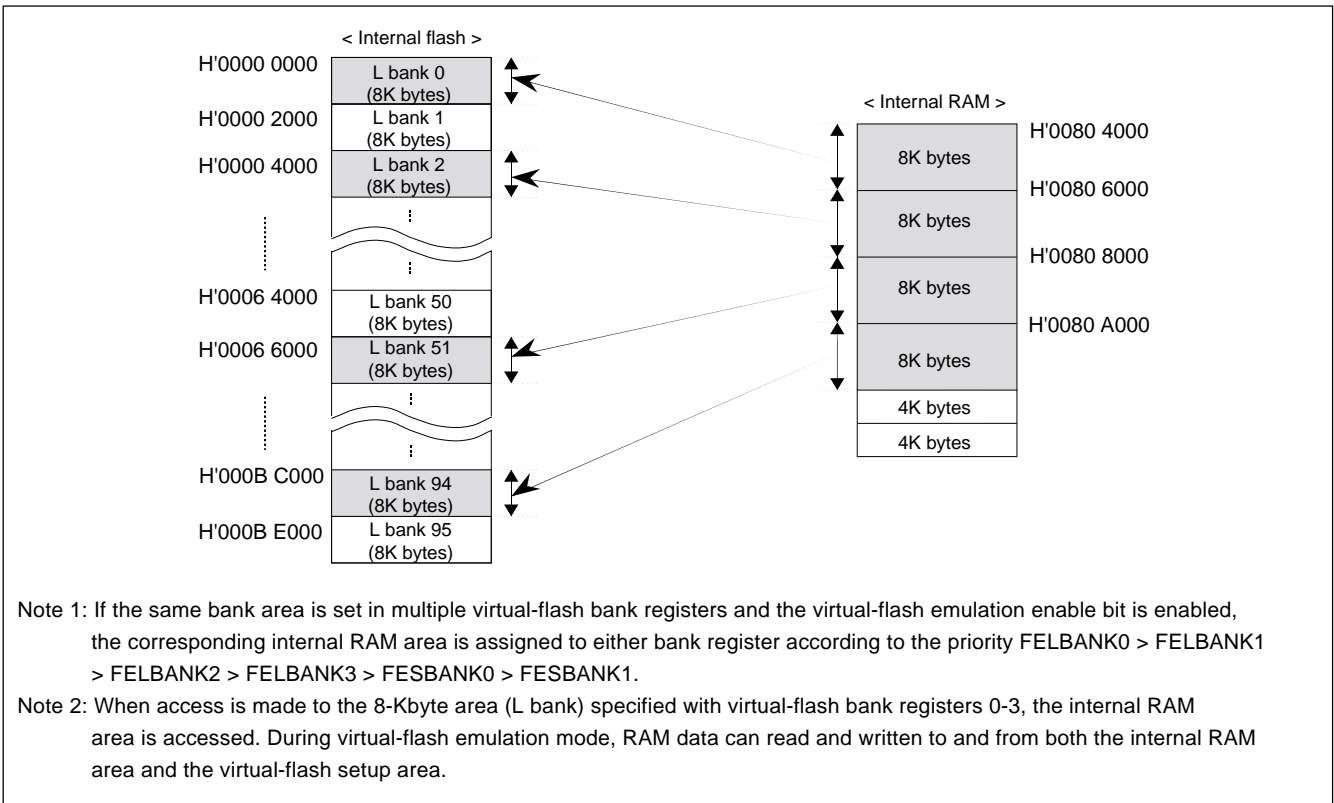 < Internal flash >
H'0000 0000
L bank 0
(8K bytes)
H'0000 2000
L bank 1
(8K bytes)
H'0000 4000
L bank 2
(8K bytes)
H'0006 4000
L bank 50
(8K bytes)
H'0006 6000
L bank 51
(8K bytes)
H'000B C000
L bank 94
(8K bytes)
H'000B E000
L bank 95
(8K bytes)
< Internal RAM >
H'0080 4000
8K bytes
H'0080 6000
8K bytes
H'0080 8000
8K bytes
H'0080 A000
8K bytes
4K bytes
4K bytes
Note 1: If the same bank area is set in multiple virtual-flash bank registers and the virtual-flash emulation enable bit is enabled,
the corresponding internal RAM area is assigned to either bank register according to the priority FELBANK0 > FELBANK1
> FELBANK2 > FELBANK3 > FESBANK0 > FESBANK1.
Note 2: When access is made to the 8-Kbyte area (L bank) specified with virtual-flash bank registers 0-3, the internal RAM
area is accessed. During virtual-flash emulation mode, RAM data can read and written to and from both the internal RAM
area and the virtual-flash setup area.